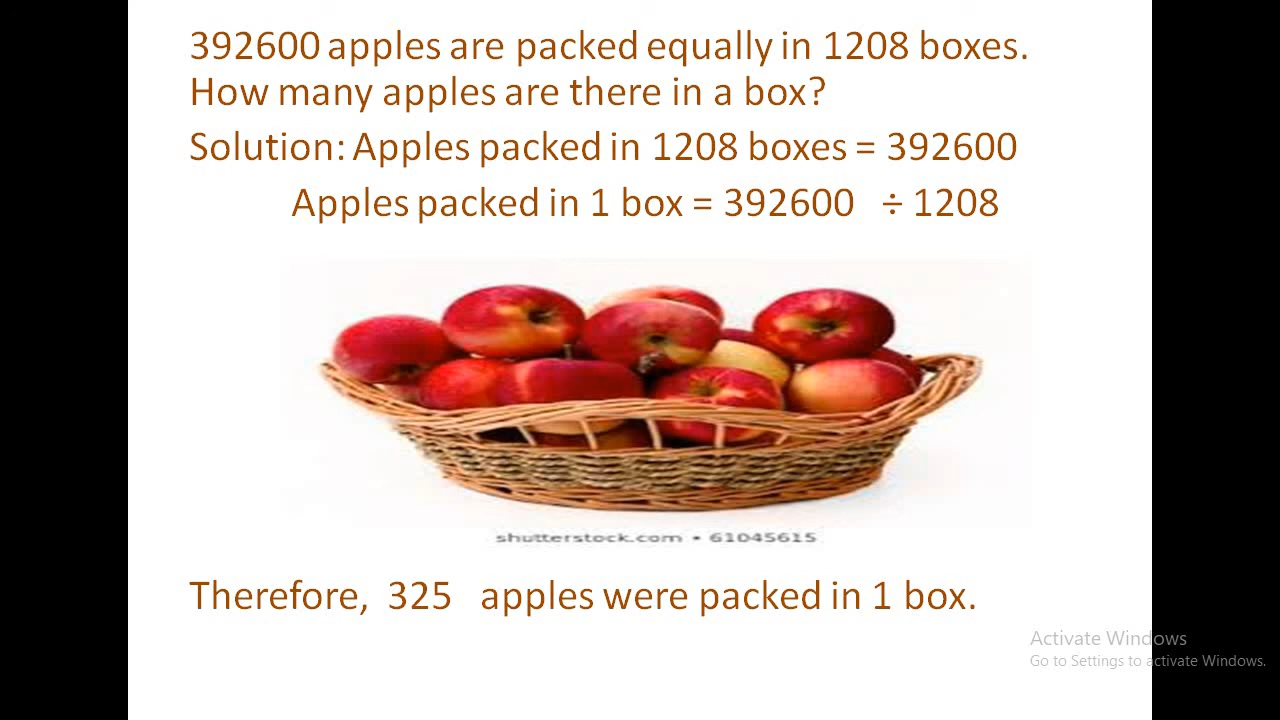 392600 apples are packed equally in 1208 boxes.
How many apples are there in a box?
Solution: Apples packed in 1208 boxes = 392600
Apples packed in 1 box = 392600 ÷ 1208
shutterstock.com • 61045615
Therefore, 325 apples were packed in 1 box.
Activate Windows
Go to Settings to activate Windows.